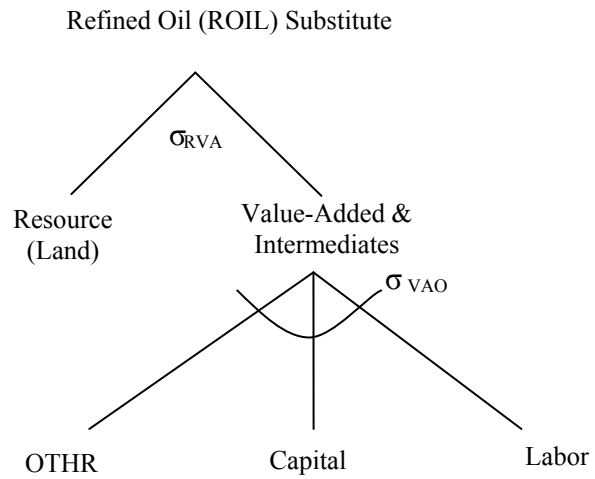 Refined Oil (ROIL) Substitute
σRVA
Resource
(Land)
Value-Added &
Intermediates
σ VAO
OTHR
Capital
Labor